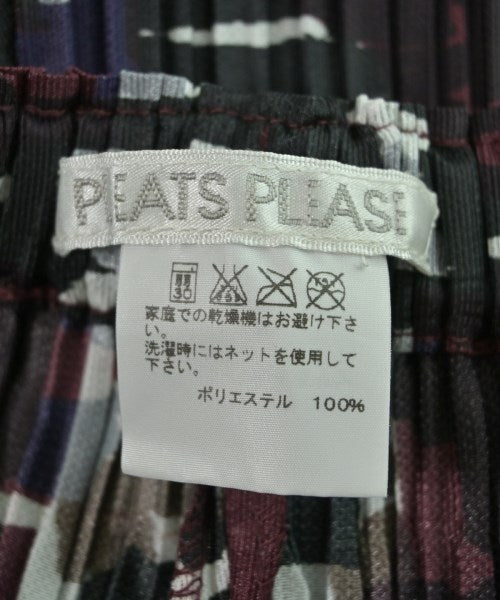 PLEATS PLEASE
30
家庭での乾燥機はお避け下さ
い。
洗濯時にはネットを使用して
下さい。
ポリエステル 100%